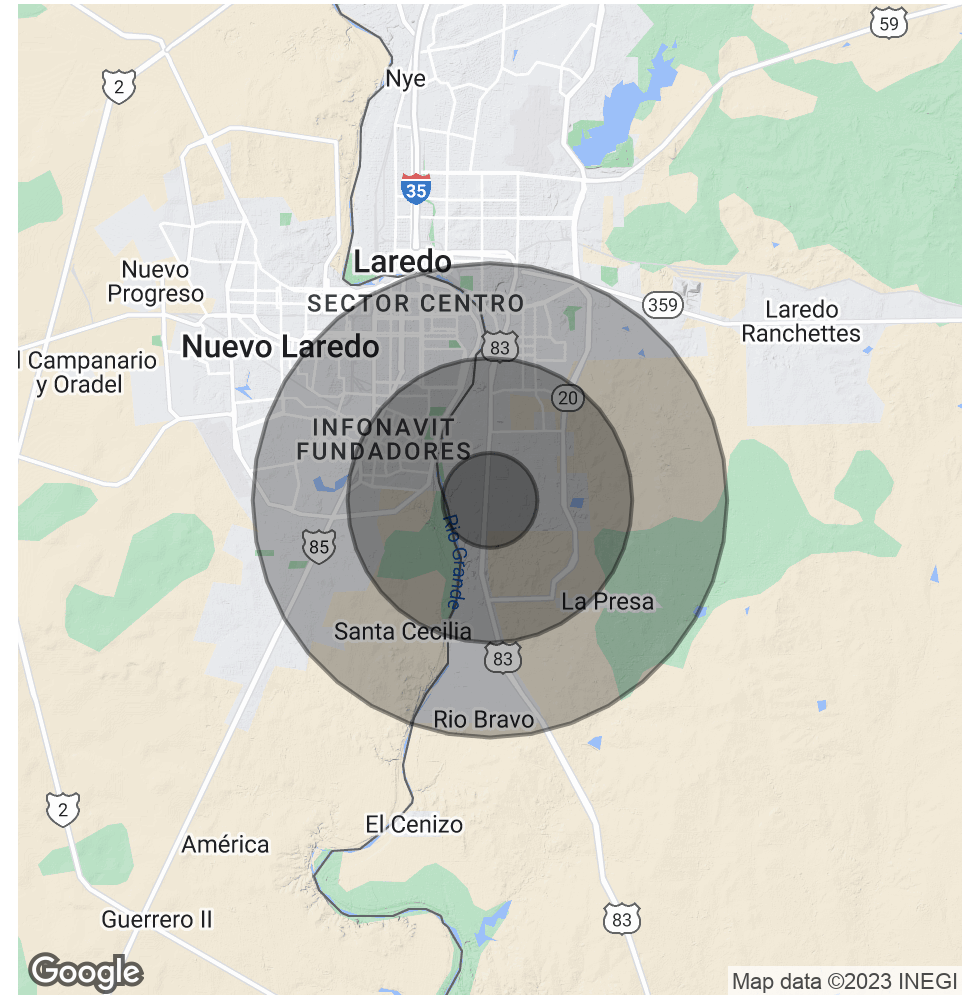 59
2
Nye
35
Laredo
Nuevo
Progreso
SECTOR CENTRO
359
Laredo
Ranchettes
83
Nuevo Laredo
l Campanario
y Oradel
20
INFONAVIT
FUNDADORES
85
Rio Grande
La Presa
Santa Cecilia
83
Rio Bravo
2
El Cenizo
América
Guerrero II
83
Google
Map data ©2023 INEGI